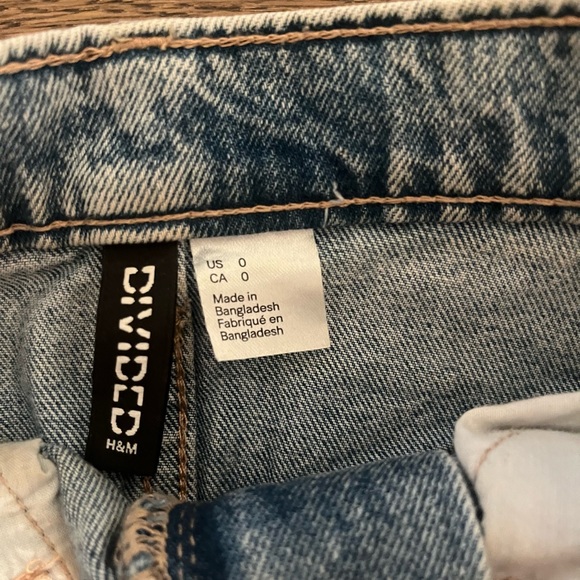 DIVIDED
H&M
US 0
CA 0
Made in
Bangladesh
Fabriqué en
Bangladesh